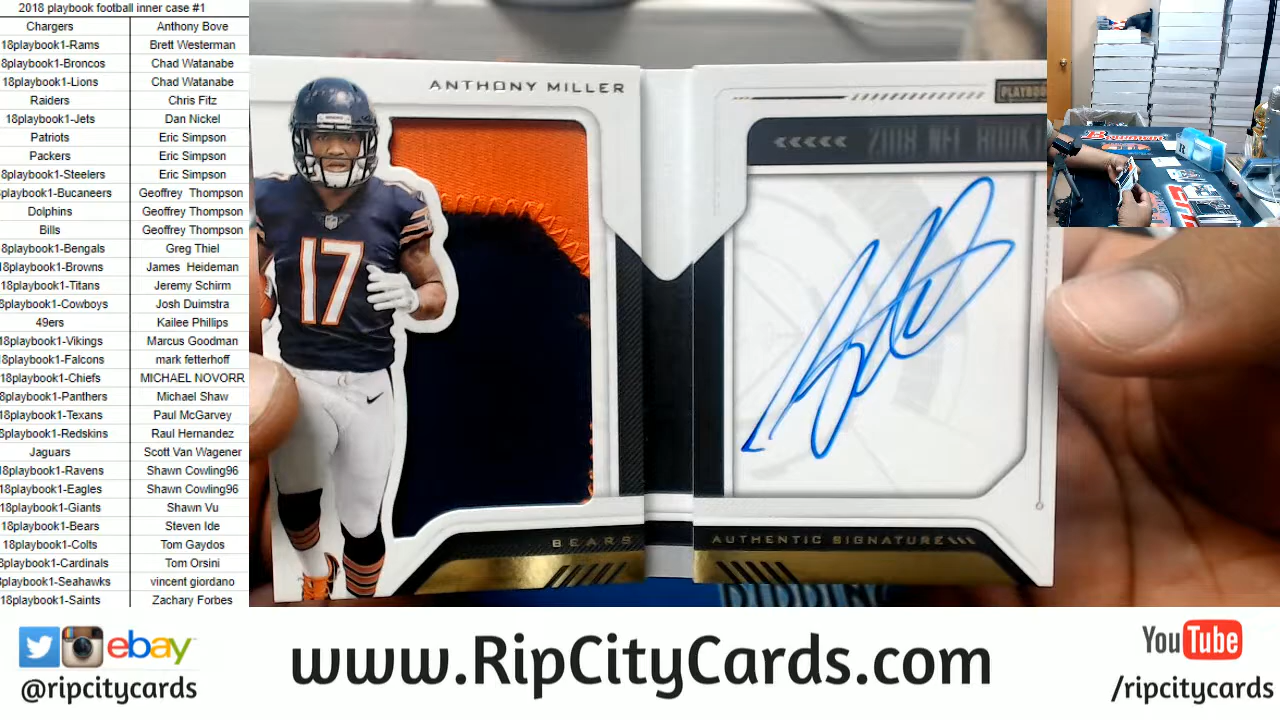 2018 playbook football inner case #1
Chargers Anthony Bove
18playbook1-Rams Brett Westerman
8playbook1-Broncos Chad Watanabe
18playbook1-Lions Chad Watanabe
Raiders Chris Fitz
18playbook1-Jets Dan Nickel
Patriots Eric Simpson
Packers Eric Simpson
8playbook1-Steelers Eric Simpson
playbook1-Bucaneers Geoffrey Thompson
Dolphins Geoffrey Thompson
Bills Geoffrey Thompson
8playbook1-Bengals Greg Thiel
8playbook1-Browns James Heideman
18playbook1-Titans Jeremy Schirm
8playbook1-Cowboys Josh Duimstra
49ers Kailee Phillips
18playbook1-Vikings Marcus Goodman
8playbook1-Falcons mark fetterhoff
18playbook1-Chiefs MICHAEL NOVORR
8playbook1-Panthers Michael Shaw
18playbook1-Texans Paul McGarvey
8playbook1-Redskins Raul Hernandez
Jaguars Scott Van Wagener
18playbook1-Ravens Shawn Cowling96
18playbook1-Eagles Shawn Cowling96
18playbook1-Giants Shawn Vu
18playbook1-Bears Steven Ide
18playbook1-Colts Tom Gaydos
8playbook1-Cardinals Tom Orsini
8playbook1-Seahawks vincent giordano
18playbook1-Saints Zachary Forbes
ANTHONY MILLER
17
BEARS
PLAYBOO
2018 NFL ROOKI
AUTHENTIC SIGNATURE
ebay
@ripcitycards
www.RipCityCards.com
YouTube
/ripcitycards